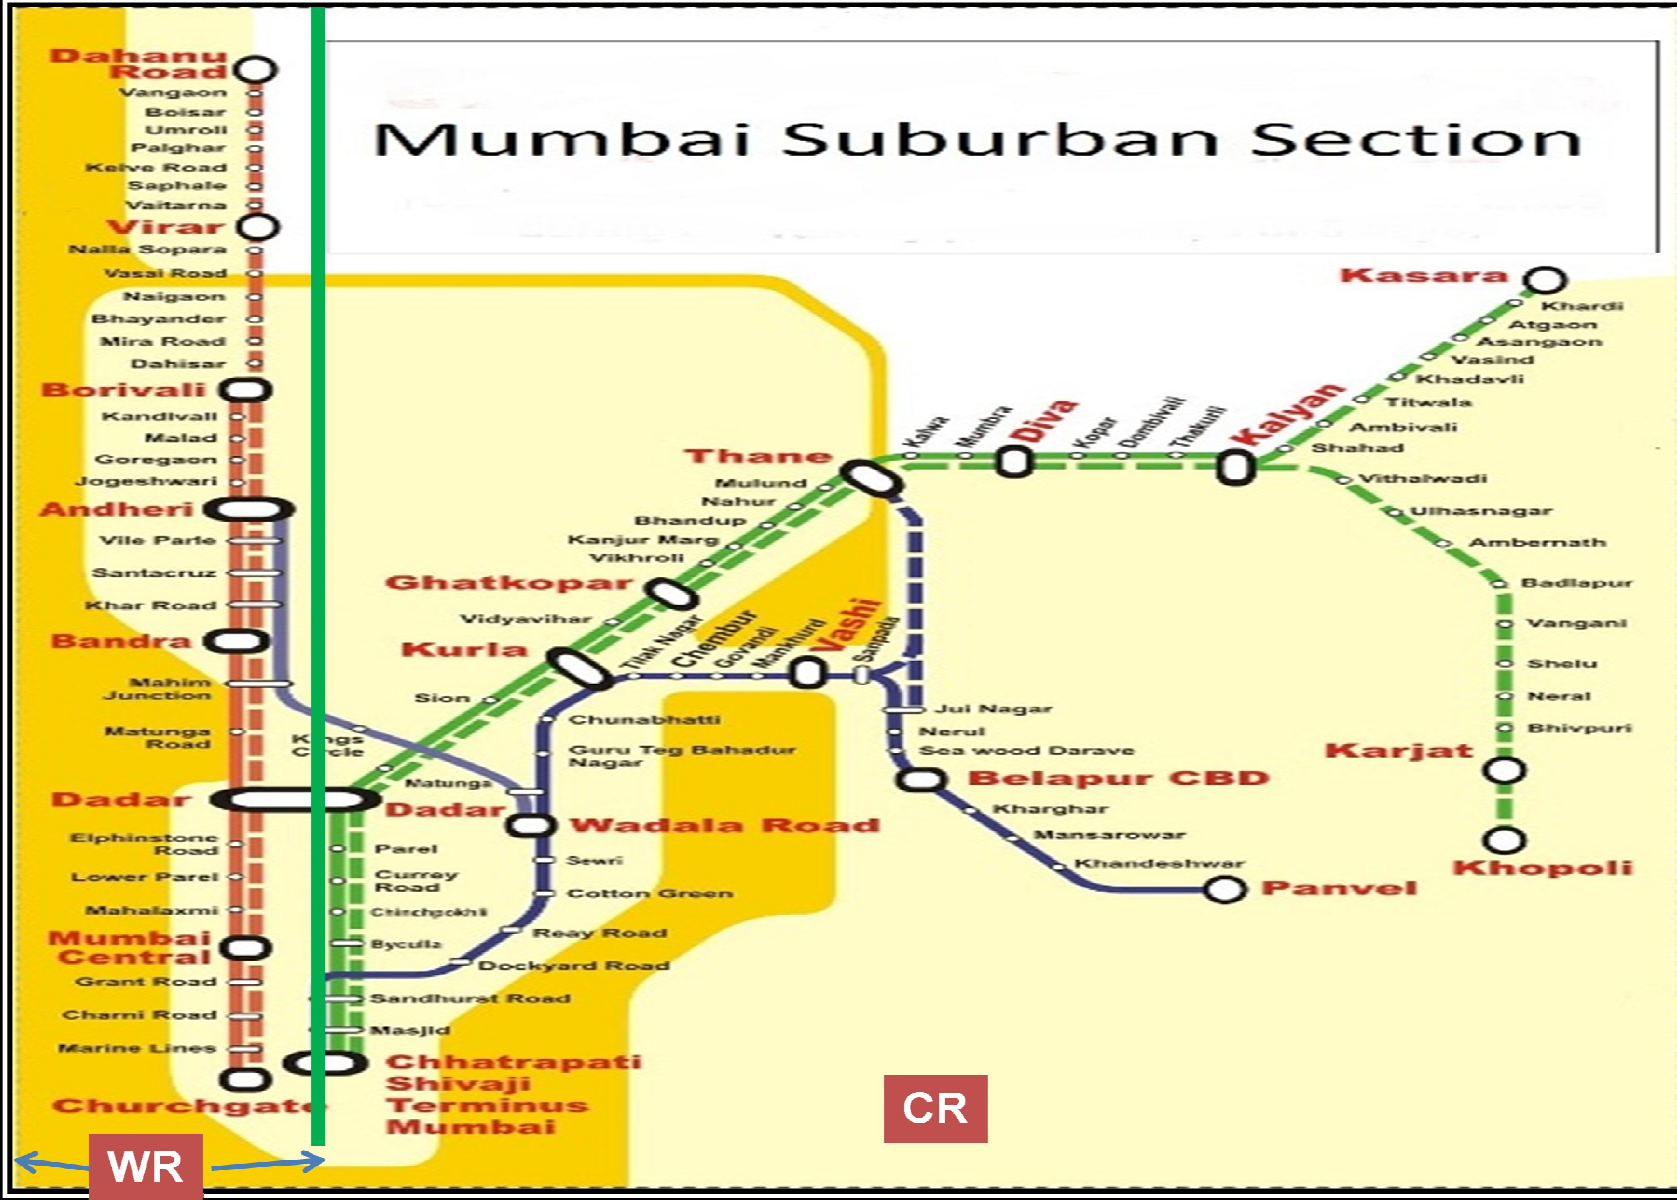 Mumbai Suburban Section
Dahanu
Road
Vangaon
Boisar
Umroli
Palghar
Kelve Road
Saphale
Vaitarna
Virar
Nalla Sopara
Vasai Road
Naigaon
Bhayander
Mira Road
Dahisar
Borivali
Kandivali
Malad
Goregaon
Jogeshwari
Andheri
Vile Parle
Santacruz
Khar Road
Bandra
Mahim
Junction
Matunga
Road
Dadar
Elphinstone
Road
Lower Parel
Mahalaxmi
Mumbai
Central
Grant Road
Charni Road
Marine Lines
Churchgate
Kings
Circle
Kasara
Khardi
Atgaon
Asangaon
Vasind
Khadavli
Titwala
Ambivali
Shahad
Kalyan
Thakurli
Dombivali
Kopar
Diva
Mumbra
Kalwa
Thane
Mulund
Nahur
Bhandup
Kanjur Marg
Vikhroli
Ghatkopar
Vidyavihar
Kurla
Sion
Matunga
Dadar
Parel
Currey
Road
Chinchpokhli
Byculla
Sandhurst Road
Masjid
Chhatrapati
Shivaji
Terminus
Mumbai
Vithalwadi
Ulhasnagar
Ambernath
Badlapur
Vangani
Shelu
Neral
Bhivpuri
Karjat
Khopoli
Tilak Nagar
Chembur
Govandi
Mankhurd
Vashi
Sanpada
Jui Nagar
Nerul
Sea wood Darave
Belapur CBD
Kharghar
Mansarowar
Khandeshwar
Panvel
Chunabhatti
Guru Teg Bahadur
Nagar
Wadala Road
Sewri
Cotton Green
Reay Road
Dockyard Road
CR
WR